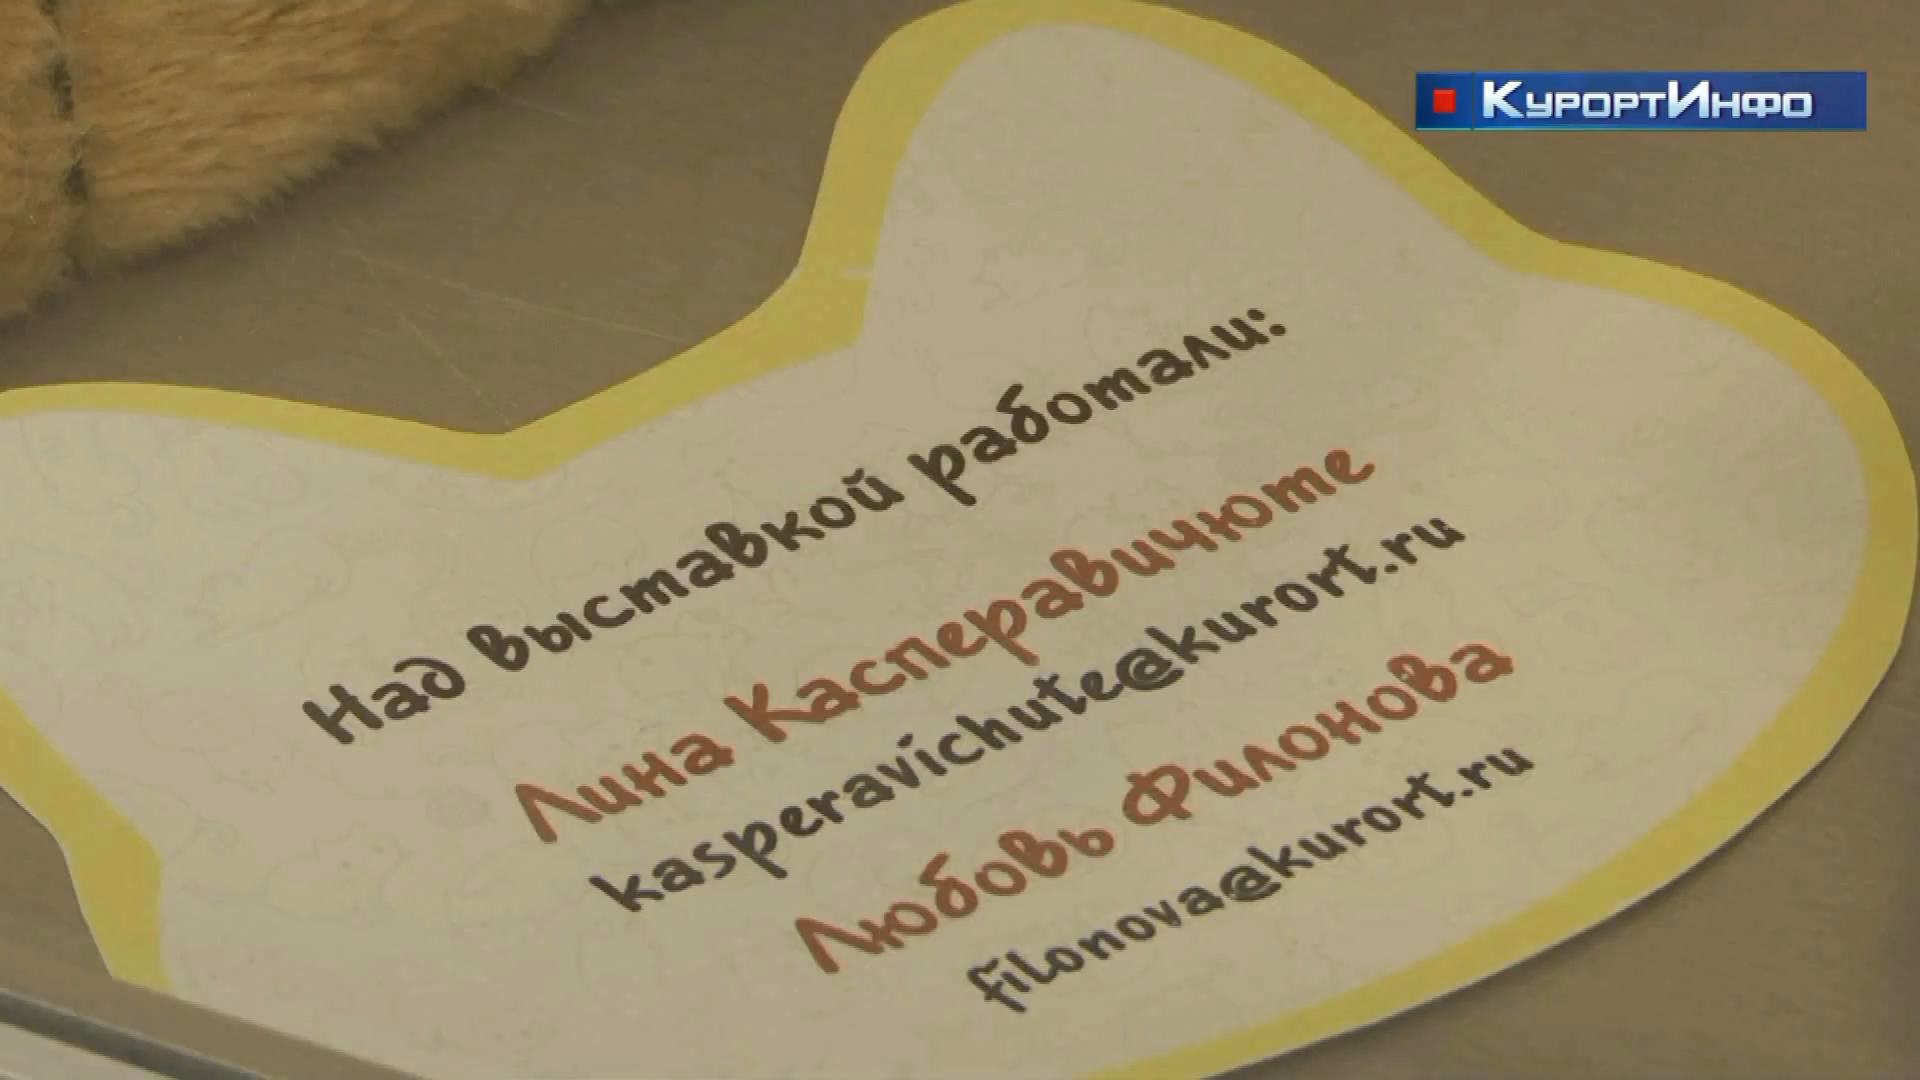 КурортИнфо
Над выставкой работали:
Лина Касперавичюте
kasperavichute@kurort.ru
Любовь Филонова
filonova@kurort.ru